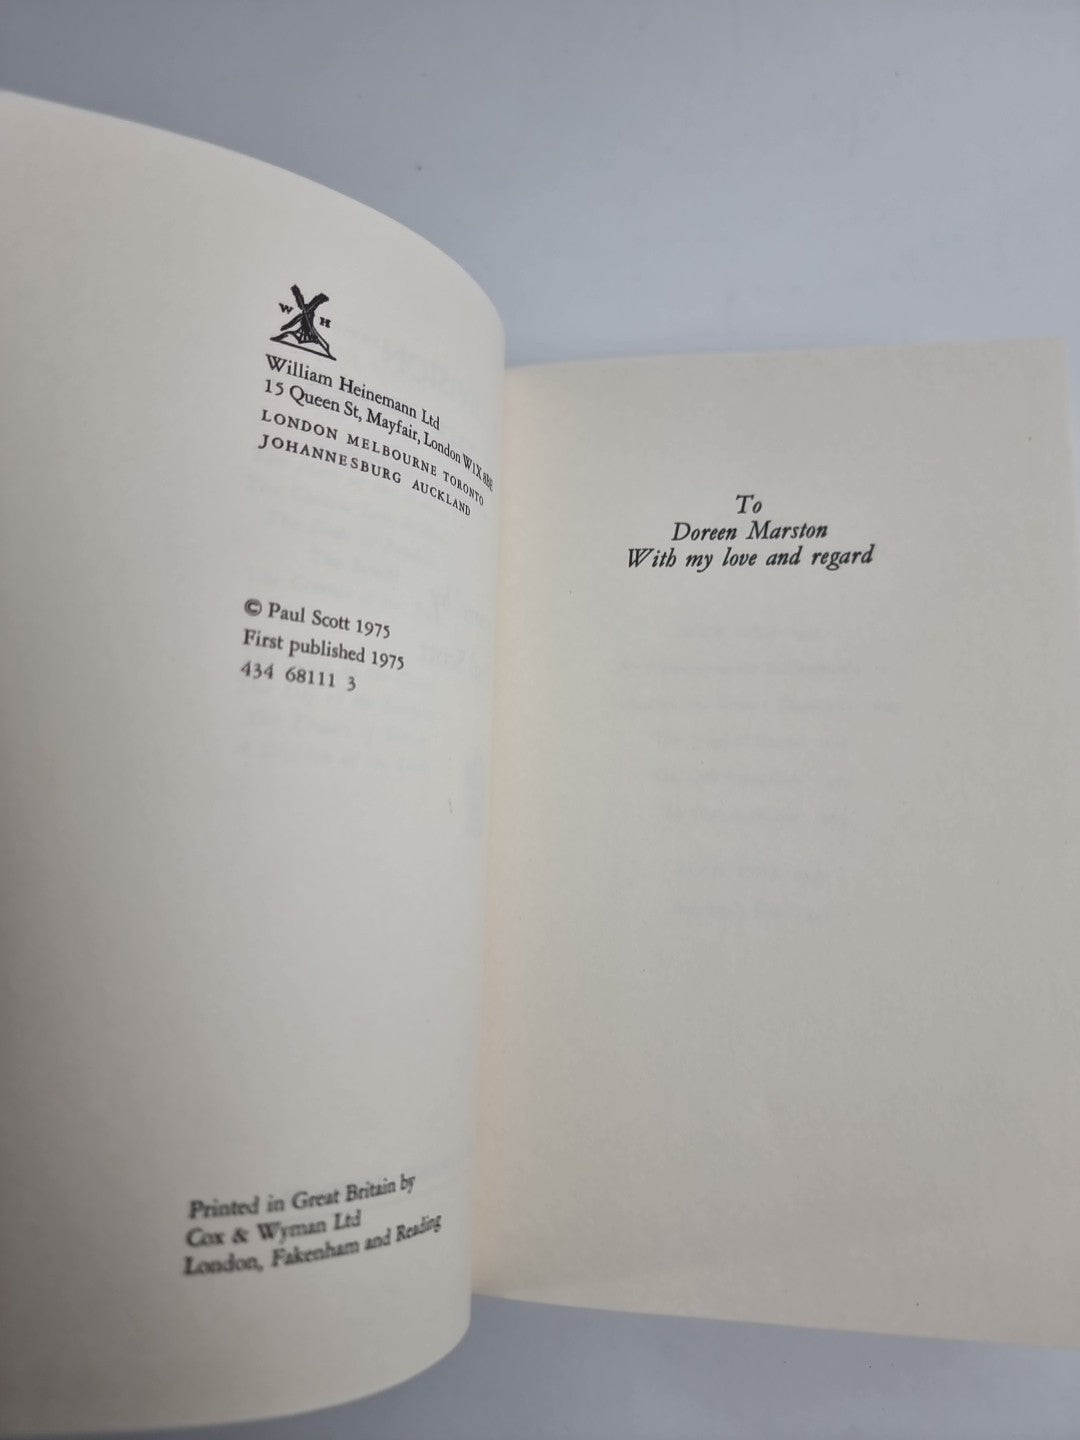 W H
William Heinemann Ltd
15 Queen St, Mayfair, London W1X 8BE
LONDON MELBOURNE TORONTO
JOHANNESBURG AUCKLAND
© Paul Scott 1975
First published 1975
434 68111 3
Printed in Great Britain by
Cox & Wyman Ltd
London, Fakenham and Reading
To
Doreen Marston
With my love and regard